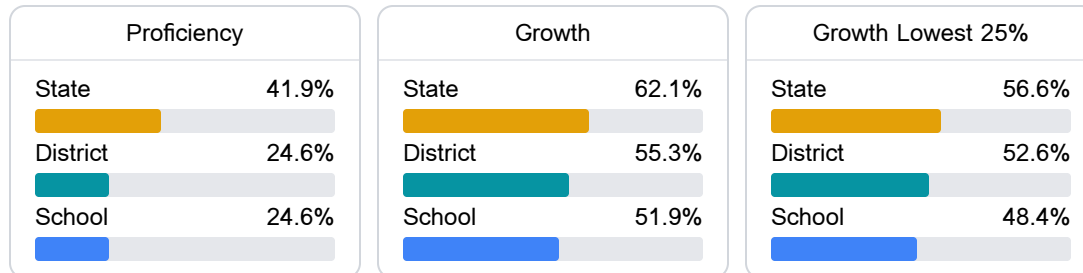 Proficiency
State 41.9%
District 24.6%
School 24.6%
Growth
State 62.1%
District 55.3%
School 51.9%
Growth Lowest 25%
State 56.6%
District 52.6%
School 48.4%